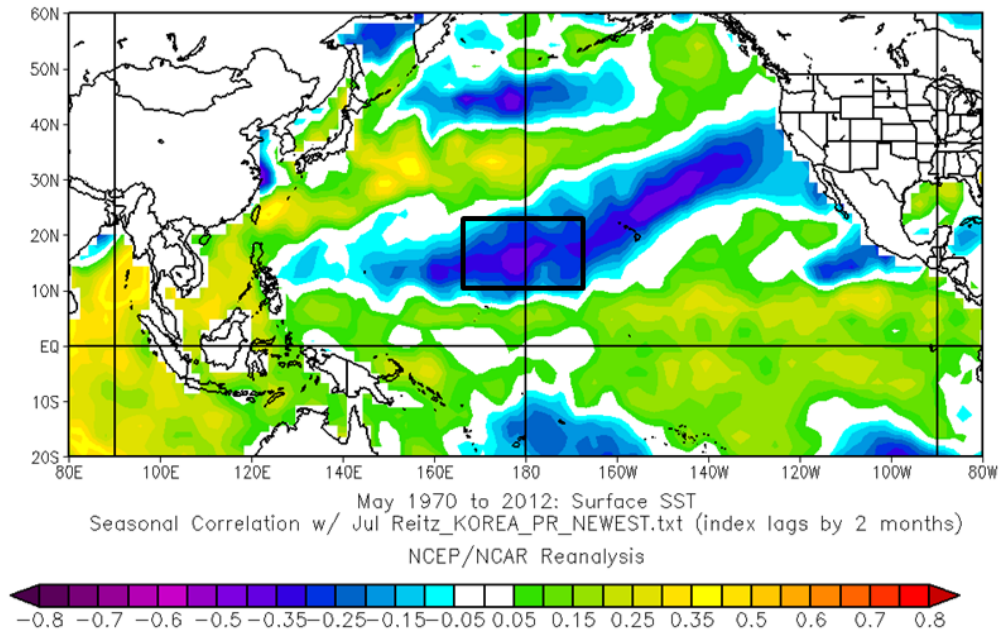 60N
50N
40N
30N
20N
10N
EQ
10S
20S
80E 100E 120E 140E 160E 180 160W 140W 120W 100W 80W
May 1970 to 2012: Surface SST
Seasonal Correlation w/ Jul Reitz_KOREA_PR_NEWEST.txt (index lags by 2 months)
NCEP/NCAR Reanalysis
-0.8 -0.7 -0.6 -0.5 -0.35 -0.25 -0.15 -0.05 0.05 0.15 0.25 0.35 0.5 0.6 0.7 0.8